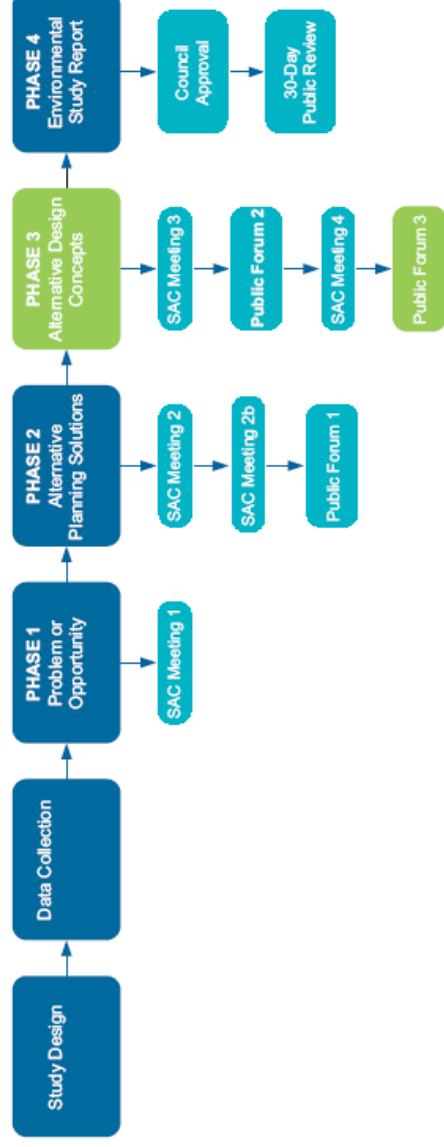 Study Design
Data Collection
PHASE 1
Problem or
Opportunity
SAC Meeting 1
PHASE 2
Alternative
Planning Solutions
SAC Meeting 2
SAC Meeting 2b
Public Forum 1
PHASE 3
Alternative Design
Concepts
SAC Meeting 3
Public Forum 2
SAC Meeting 4
Public Forum 3
PHASE 4
Environmental
Study Report
Council
Approval
30-Day
Public Review